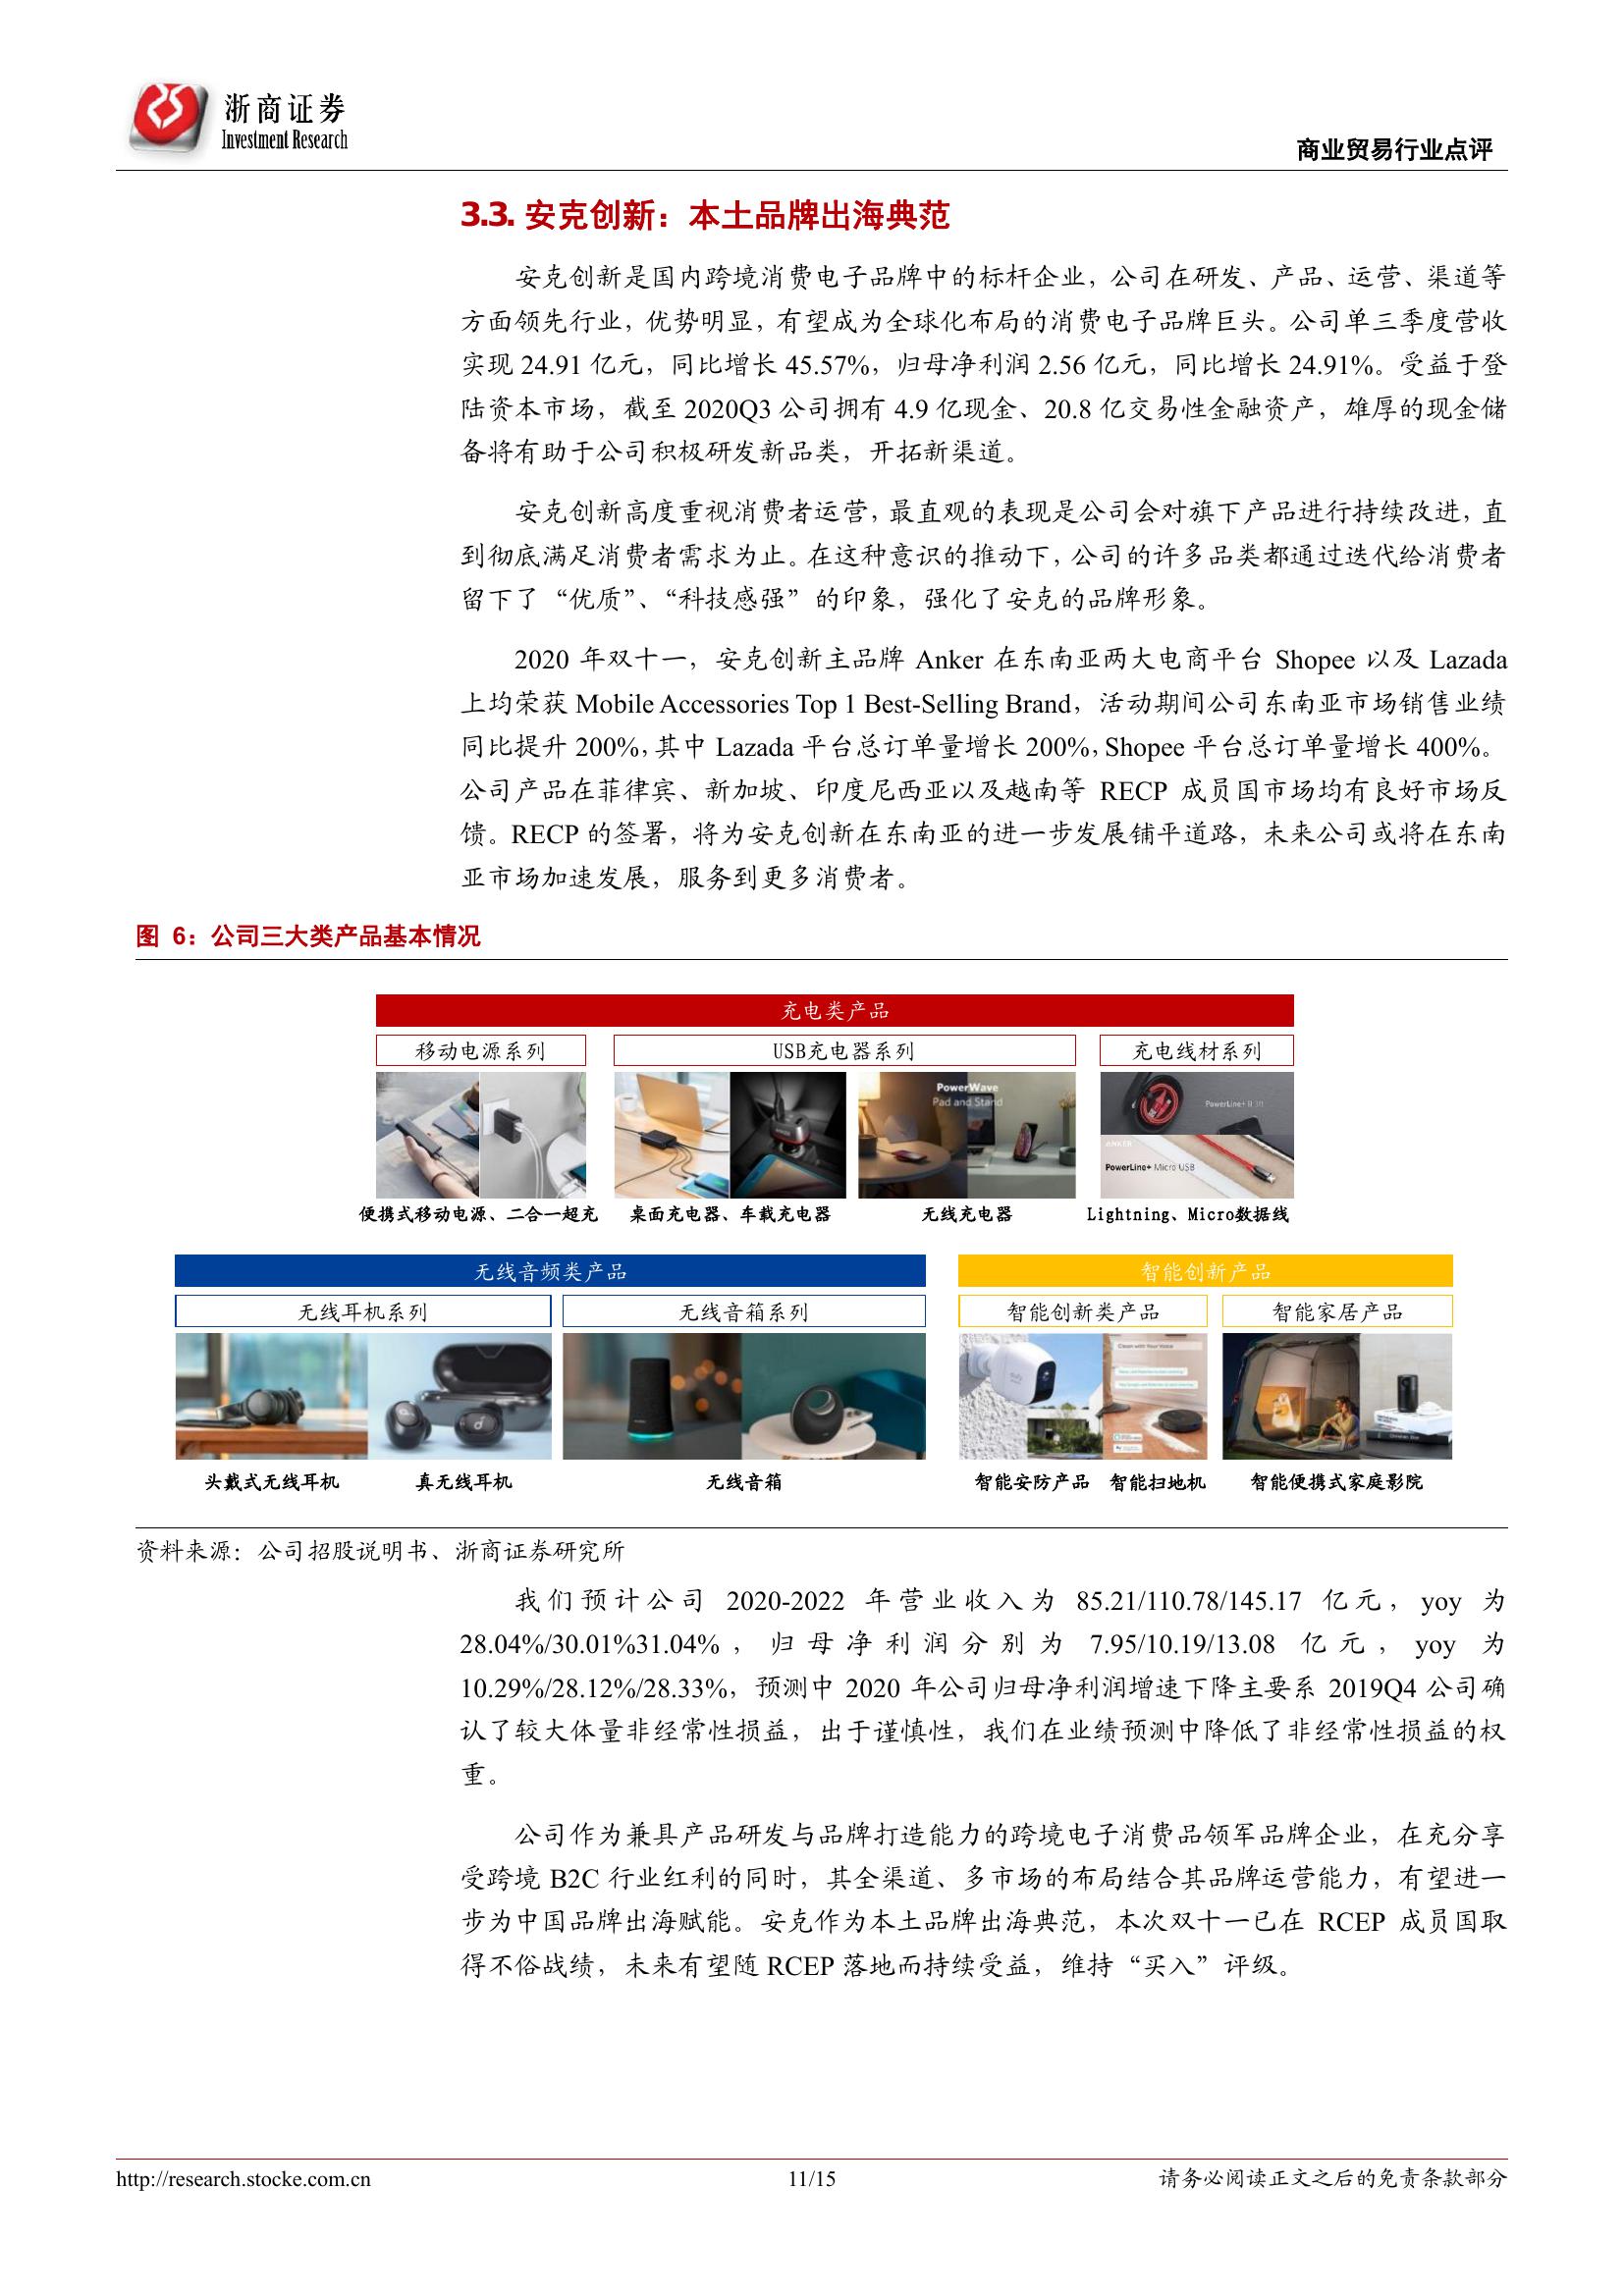 浙商证券
Investment Research
商业贸易行业点评
3.3. 安克创新：本土品牌出海典范
安克创新是国内跨境消费电子品牌中的标杆企业，公司在研发、产品、运营、渠道等
方面领先行业，优势明显，有望成为全球化布局的消费电子品牌巨头。公司单三季度营收
实现 24.91 亿元，同比增长 45.57%，归母净利润 2.56 亿元，同比增长 24.91%。受益于登
陆资本市场，截至 2020Q3 公司拥有 4.9 亿现金、20.8 亿交易性金融资产，雄厚的现金储
备将有助于公司积极研发新品类，开拓新渠道。
安克创新高度重视消费者运营，最直观的表现是公司会对旗下产品进行持续改进，直
到彻底满足消费者需求为止。在这种意识的推动下，公司的许多品类都通过迭代给消费者
留下了“优质”、“科技感强”的印象，强化了安克的品牌形象。
2020 年双十一，安克创新主品牌 Anker 在东南亚两大电商平台 Shopee 以及 Lazada
上均荣获 Mobile Accessories Top 1 Best-Selling Brand，活动期间公司东南亚市场销售业绩
同比提升 200%，其中 Lazada 平台总订单量增长 200%，Shopee 平台总订单量增长 400%。
公司产品在菲律宾、新加坡、印度尼西亚以及越南等 RECP 成员国市场均有良好市场反
馈。RECP 的签署，将为安克创新在东南亚的进一步发展铺平道路，未来公司或将在东南
亚市场加速发展，服务到更多消费者。
图 6：公司三大类产品基本情况
充电类产品
移动电源系列 USB充电器系列 充电线材系列
PowerWave
Pad and Stand
PowerLine+ II 3ft
ANKER
PowerLine+ Micro USB
便携式移动电源、二合一超充 桌面充电器、车载充电器 无线充电器 Lightning、Micro数据线
无线音频类产品 智能创新产品
无线耳机系列 无线音箱系列 智能创新类产品 智能家居产品
Clean with Your Voice
头戴式无线耳机 真无线耳机 无线音箱 智能安防产品 智能扫地机 智能便携式家庭影院
资料来源：公司招股说明书、浙商证券研究所
我们预计公司 2020-2022 年营业收入为 85.21/110.78/145.17 亿元，yoy 为
28.04%/30.01%31.04%，归母净利润分别为 7.95/10.19/13.08 亿元，yoy 为
10.29%/28.12%/28.33%，预测中 2020 年公司归母净利润增速下降主要系 2019Q4 公司确
认了较大体量非经常性损益，出于谨慎性，我们在业绩预测中降低了非经常性损益的权
重。
公司作为兼具产品研发与品牌打造能力的跨境电子消费品领军品牌企业，在充分享
受跨境 B2C 行业红利的同时，其全渠道、多市场的布局结合其品牌运营能力，有望进一
步为中国品牌出海赋能。安克作为本土品牌出海典范，本次双十一已在 RCEP 成员国取
得不俗战绩，未来有望随 RCEP 落地而持续受益，维持“买入”评级。
http://research.stocke.com.cn 11/15 请务必阅读正文之后的免责条款部分